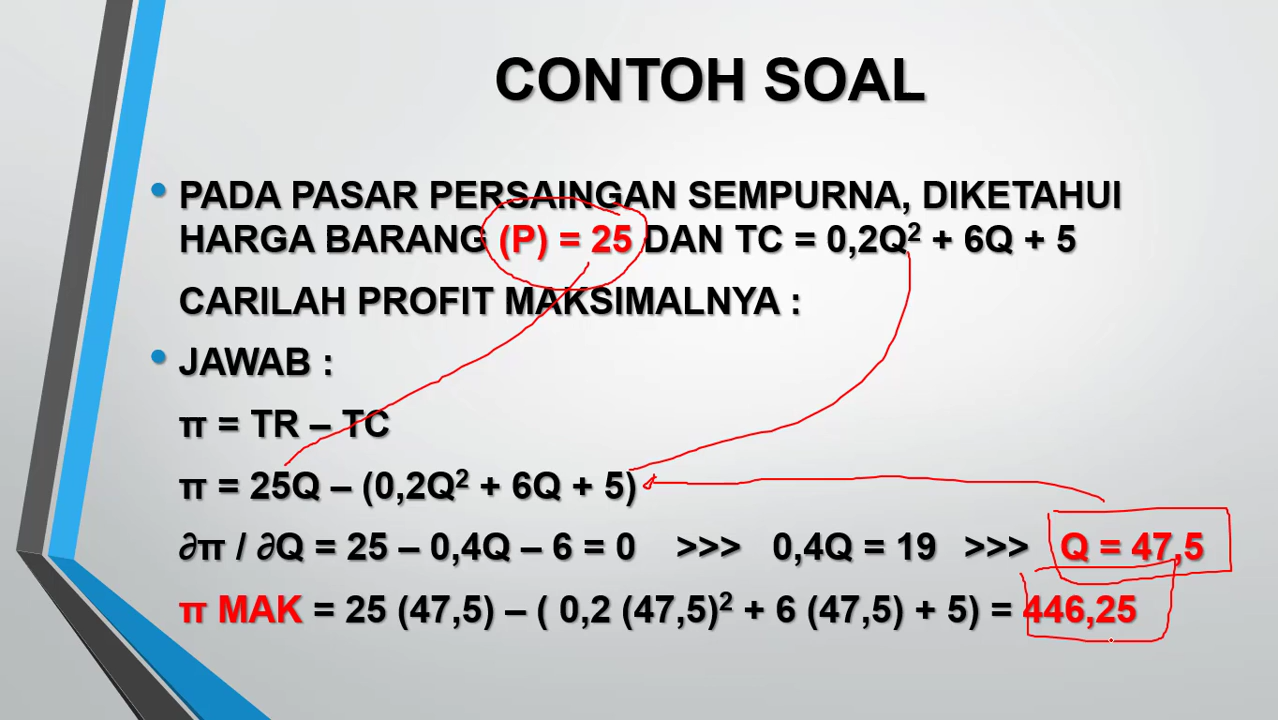 CONTOH SOAL
• PADA PASAR PERSAINGAN SEMPURNA, DIKETAHUI
HARGA BARANG (P) = 25 DAN TC = 0,2Q² + 6Q + 5
CARILAH PROFIT MAKSIMALNYA :
• JAWAB :
π = TR – TC
π = 25Q – (0,2Q² + 6Q + 5)
∂π / ∂Q = 25 – 0,4Q – 6 = 0 >>> 0,4Q = 19 >>> Q = 47,5
π MAK = 25 (47,5) – ( 0,2 (47,5)² + 6 (47,5) + 5) = 446,25